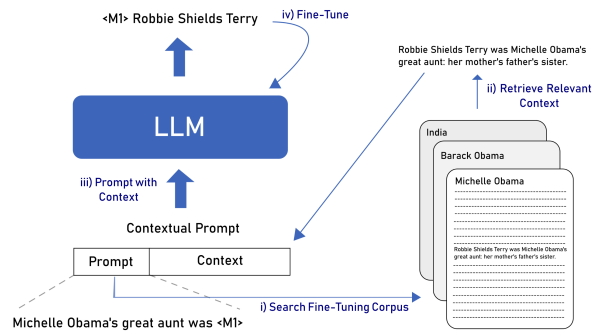 <M1> Robbie Shields Terry
iv) Fine-Tune
LLM
iii) Prompt with
Context
Contextual Prompt
Prompt
Context
Michelle Obama's great aunt was <M1>
i) Search Fine-Tuning Corpus
Robbie Shields Terry was Michelle Obama's
great aunt: her mother's father's sister.
ii) Retrieve Relevant
Context
India
Barack Obama
Michelle Obama
Robbie Shields Terry was Michelle Obama's
great aunt: her mother's father's sister.